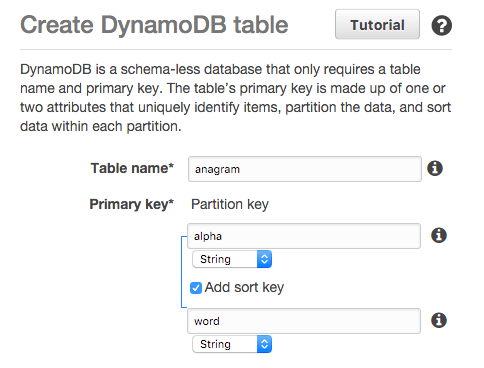 Create DynamoDB table
Tutorial
DynamoDB is a schema-less database that only requires a table
name and primary key. The table's primary key is made up of one or
two attributes that uniquely identify items, partition the data, and sort
data within each partition.
Table name* anagram
Primary key* Partition key
alpha
String
Add sort key
word
String